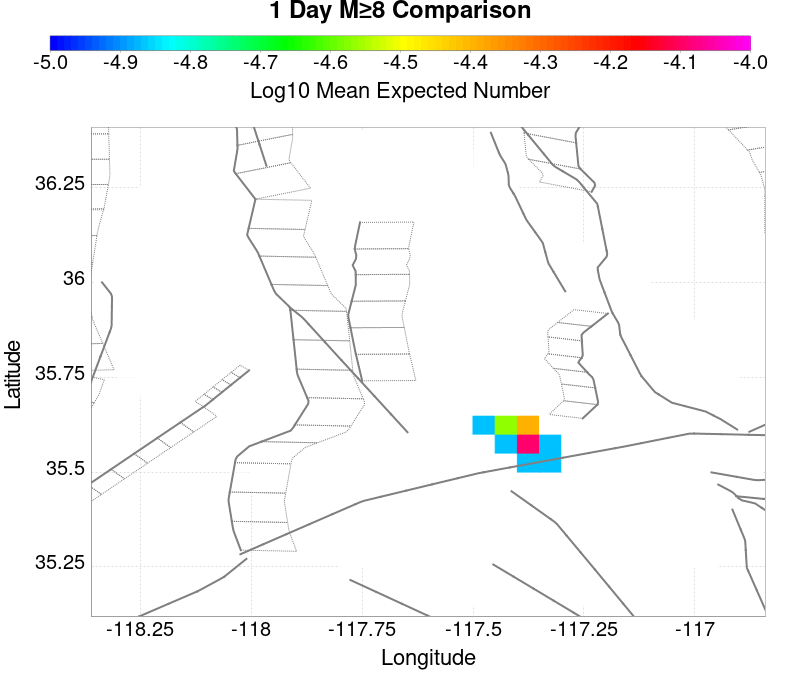 1 Day M≥8 Comparison
-5.0 -4.9 -4.8 -4.7 -4.6 -4.5 -4.4 -4.3 -4.2 -4.1 -4.0
Log10 Mean Expected Number
36.25
36
35.75
35.5
35.25
Latitude
-118.25 -118 -117.75 -117.5 -117.25 -117
Longitude